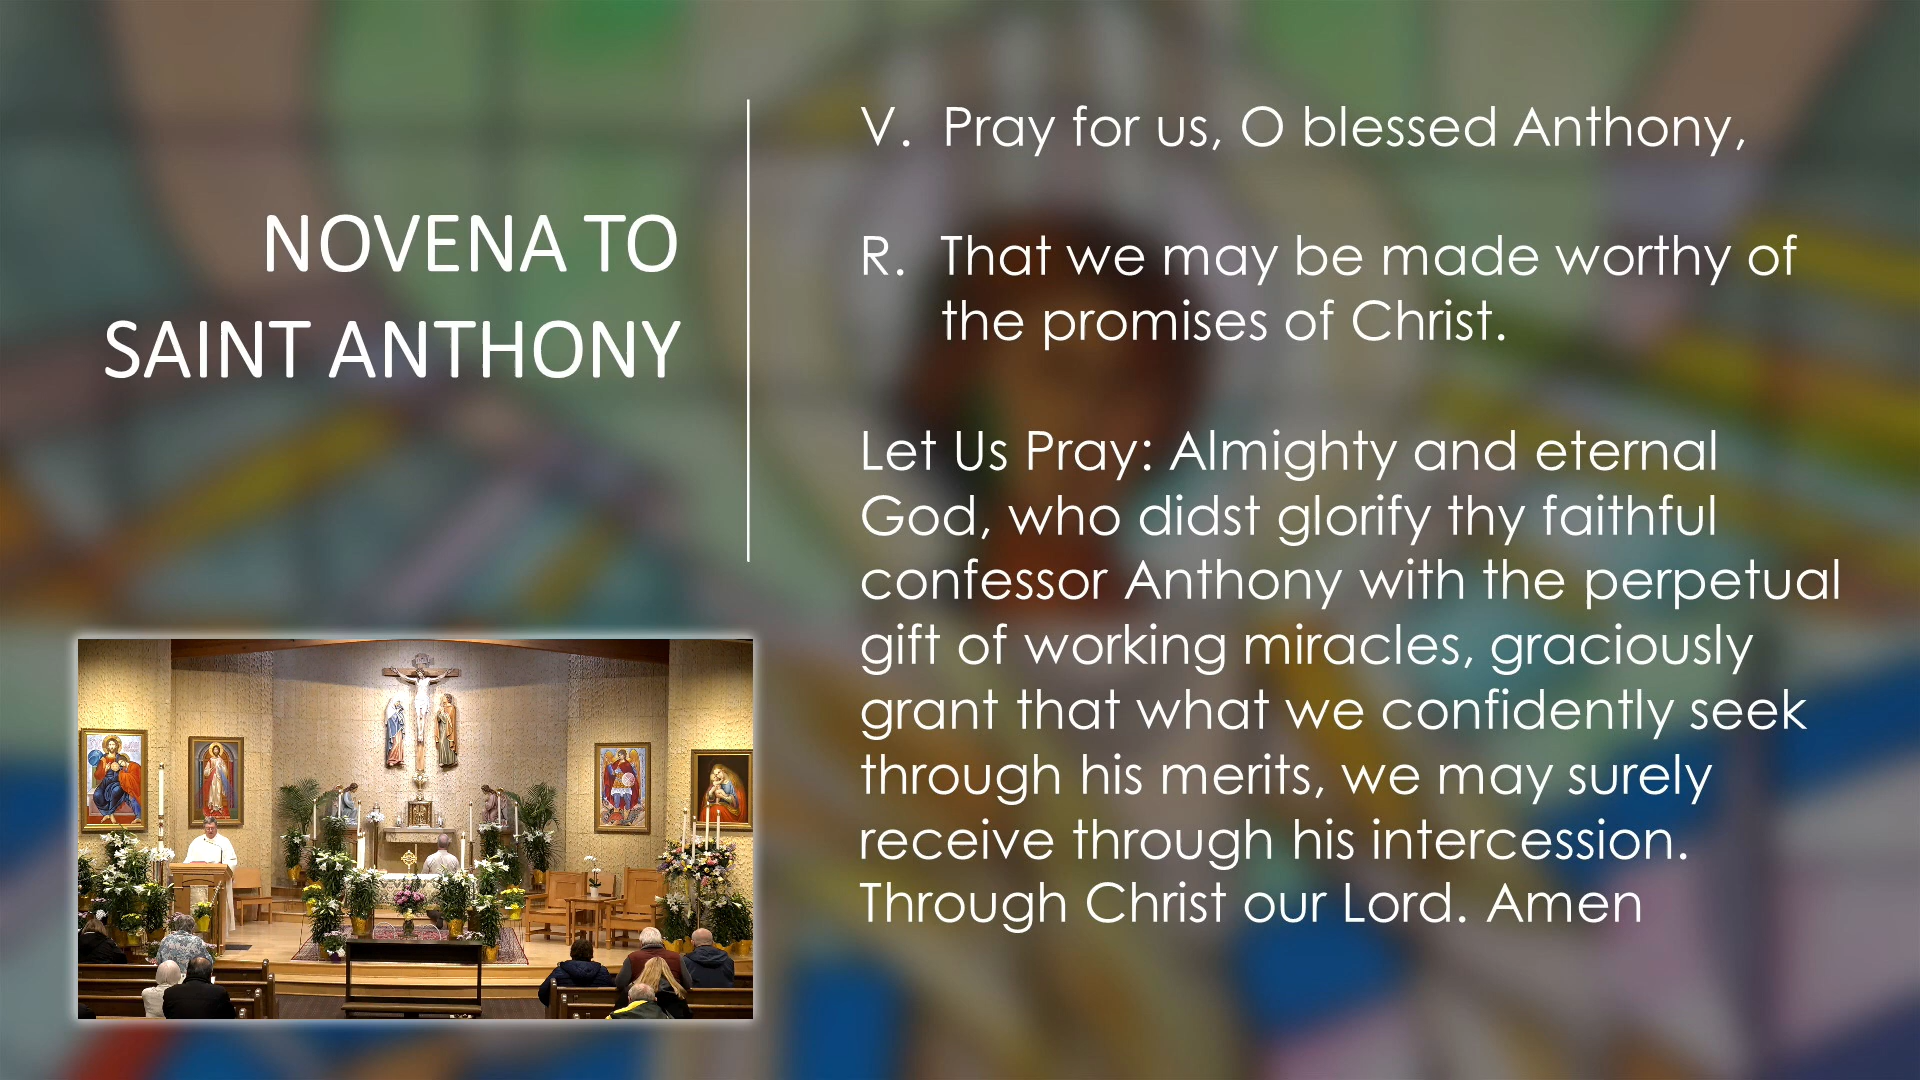 NOVENA TO
SAINT ANTHONY
V. Pray for us, O blessed Anthony,
R. That we may be made worthy of
the promises of Christ.
Let Us Pray: Almighty and eternal
God, who didst glorify thy faithful
confessor Anthony with the perpetual
gift of working miracles, graciously
grant that what we confidently seek
through his merits, we may surely
receive through his intercession.
Through Christ our Lord. Amen